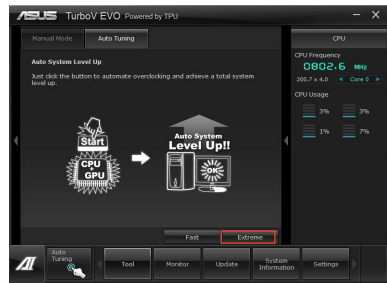 ASUS TurboV EVO Powered by TPU
Manual Mode
Auto Tuning
Auto System Level Up
Just click the button to automate overclocking and achieve a total system
level up.
Start
CPU
GPU
Auto System
Level Up!!
OK
Fast
Extreme
CPU
CPU Frequency
0802.6 MHz
200.7 x 4.0
Core 0
CPU Usage
3%
3%
1%
7%
Auto
Tuning
Tool
Monitor
Update
System
Information
Settings